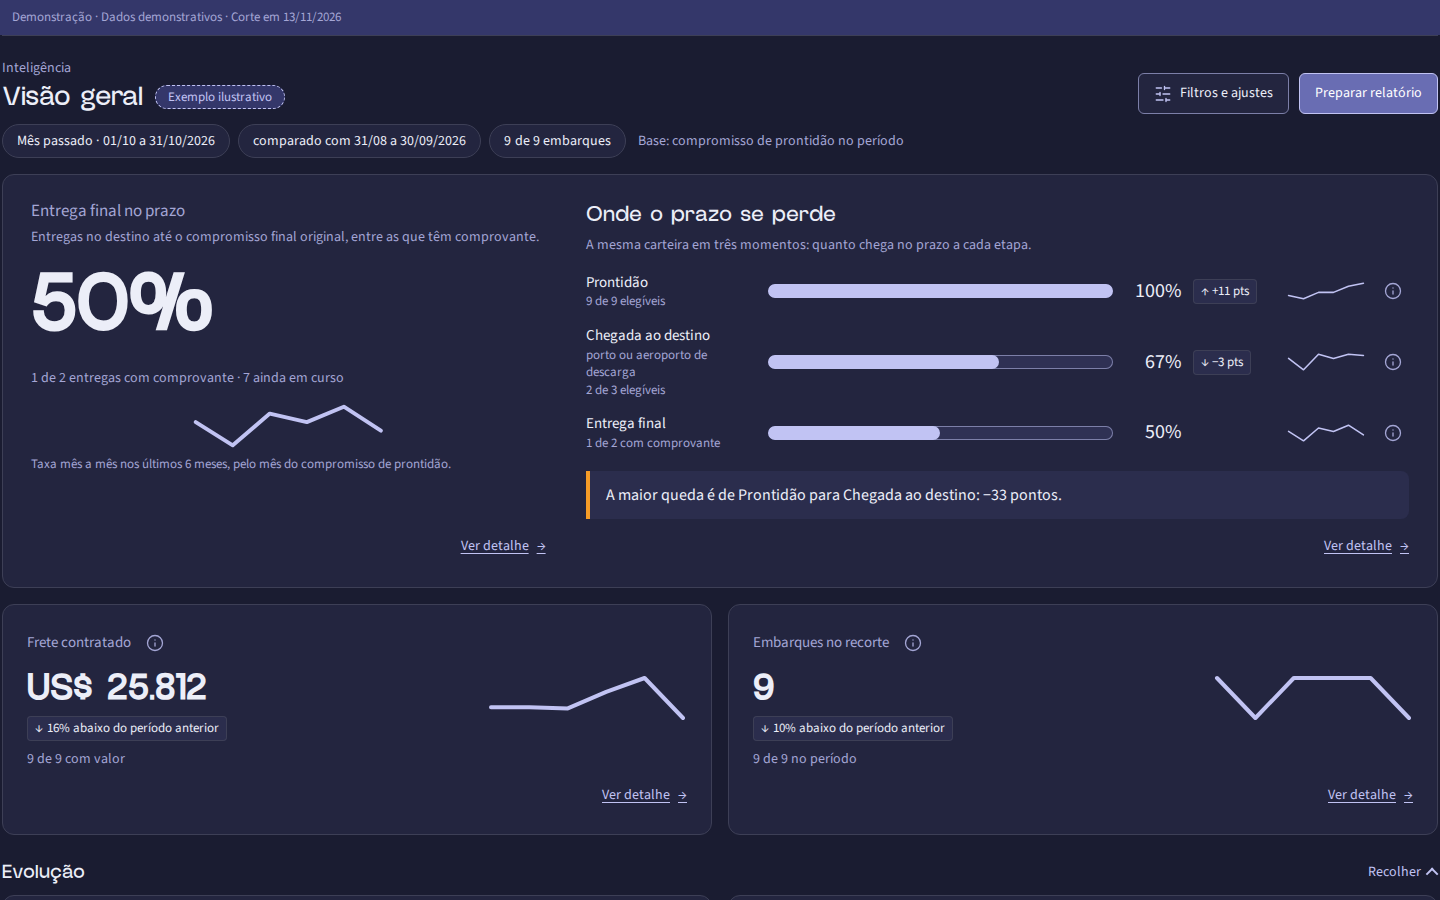 Demonstração · Dados demonstrativos · Corte em 13/11/2026
Inteligência
Visão geral
Exemplo ilustrativo
Filtros e ajustes
Preparar relatório
Mês passado · 01/10 a 31/10/2026
comparado com 31/08 a 30/09/2026
9 de 9 embarques
Base: compromisso de prontidão no período
Entrega final no prazo
Entregas no destino até o compromisso final original, entre as que têm comprovante.
50%
1 de 2 entregas com comprovante · 7 ainda em curso
Taxa mês a mês nos últimos 6 meses, pelo mês do compromisso de prontidão.
Ver detalhe →
Onde o prazo se perde
A mesma carteira em três momentos: quanto chega no prazo a cada etapa.
Prontidão
9 de 9 elegíveis
100%
↑ +11 pts
Chegada ao destino
porto ou aeroporto de
descarga
2 de 3 elegíveis
67%
↓ −3 pts
Entrega final
1 de 2 com comprovante
50%
A maior queda é de Prontidão para Chegada ao destino: −33 pontos.
Ver detalhe →
Frete contratado
US$ 25.812
↓ 16% abaixo do período anterior
9 de 9 com valor
Ver detalhe →
Embarques no recorte
9
↓ 10% abaixo do período anterior
9 de 9 no período
Ver detalhe →
Evolução
Recolher